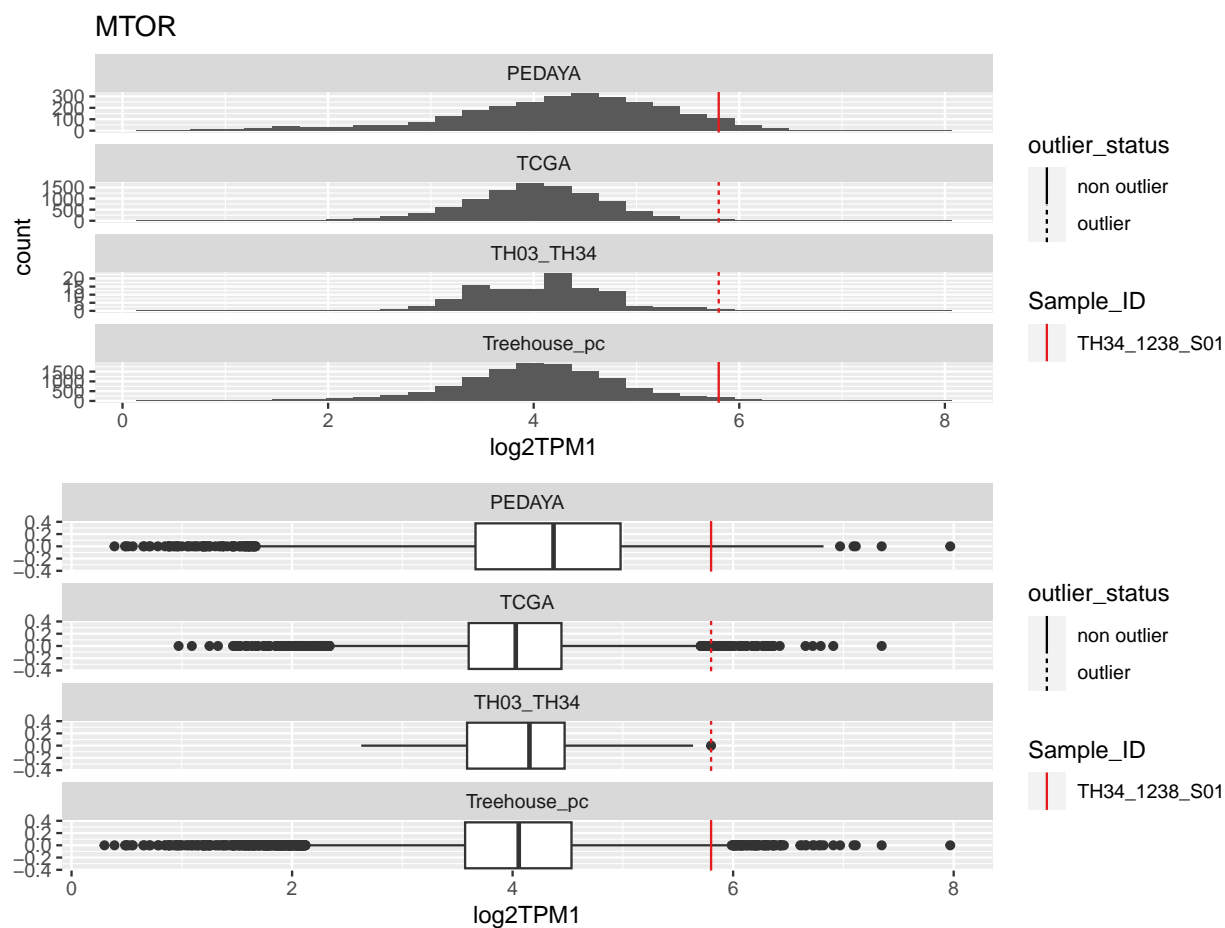 MTOR
PEDAYA
300
200
100
0
TCGA
1500
1000
500
0
TH03_TH34
20
15
10
5
0
Treehouse_pc
1500
1000
500
0
count
0 2 4 6 8
log2TPM1
outlier_status
non outlier
outlier
Sample_ID
TH34_1238_S01
PEDAYA
0.4
0.2
0.0
−0.2
−0.4
TCGA
0.4
0.2
0.0
−0.2
−0.4
TH03_TH34
0.4
0.2
0.0
−0.2
−0.4
Treehouse_pc
0.4
0.2
0.0
−0.2
−0.4
0 2 4 6 8
log2TPM1
outlier_status
non outlier
outlier
Sample_ID
TH34_1238_S01